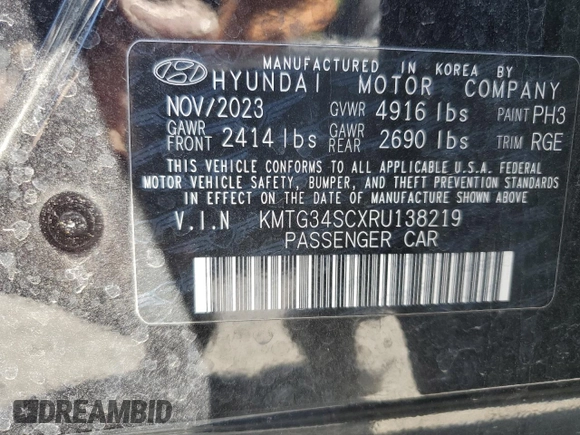 MANUFACTURED IN KOREA BY
HYUNDAI MOTOR COMPANY
NOV/2023 GVWR 4916 lbs PAINT PH3
GAWR FRONT 2414 lbs GAWR REAR 2690 lbs TRIM RGE
THIS VEHICLE CONFORMS TO ALL APPLICABLE U.S.A. FEDERAL
MOTOR VEHICLE SAFETY, BUMPER, AND THEFT PREVENTION STANDARDS
IN EFFECT ON THE DATE OF MANUFACTURE SHOWN ABOVE
V.I.N KMTG34SCXRU138219
PASSENGER CAR
DREAMBID